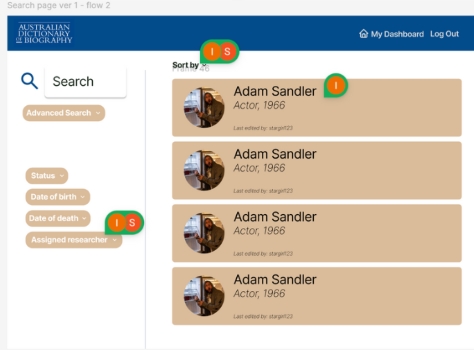 Search page ver 1 - flow 2
AUSTRALIAN
DICTIONARY
of BIOGRAPHY
My Dashboard Log Out
I S
Sort by
Frame 46
Search
Advanced Search
Status
Date of birth
Date of death
I S
Assigned researcher
Adam Sandler
I
Actor, 1966
Last edited by: stargirl123
Adam Sandler
Actor, 1966
Last edited by: stargirl123
Adam Sandler
Actor, 1966
Last edited by: stargirl123
Adam Sandler
Actor, 1966
Last edited by: stargirl123